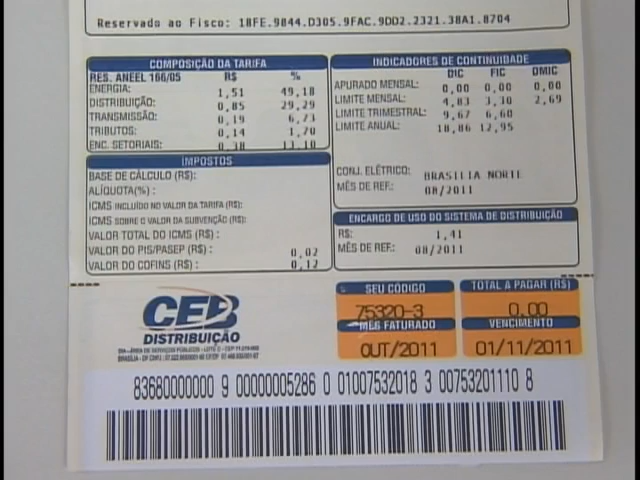 Reservado ao Fisco: 18FE.9844.D305.9FAC.9DD2.2321.38A1.8704
COMPOSIÇÃO DA TARIFA
RES. ANEEL 166/05 R$ %
ENERGIA: 1,51 49,18
DISTRIBUIÇÃO: 0,85 29,29
TRANSMISSÃO: 0,19 6,73
TRIBUTOS: 0,14 1,70
ENC. SETORIAIS: 0,38 13,10
IMPOSTOS
BASE DE CÁLCULO (R$):
ALÍQUOTA(%) :
ICMS INCLUÍDO NO VALOR DA TARIFA (R$):
ICMS SOBRE O VALOR DA SUBVENÇÃO (R$):
VALOR TOTAL DO ICMS (R$) :
VALOR DO PIS/PASEP (R$) : 0,02
VALOR DO COFINS (R$) : 0,12
INDICADORES DE CONTINUIDADE
DIC FIC DMIC
APURADO MENSAL: 0,00 0,00 0,00
LIMITE MENSAL: 4,83 3,30 2,69
LIMITE TRIMESTRAL: 9,67 6,60
LIMITE ANUAL: 18,86 12,95
CONJ. ELÉTRICO: BRASILIA NORTE
MÊS DE REF.: 08/2011
ENCARGO DE USO DO SISTEMA DE DISTRIBUIÇÃO
R$: 1,41
MÊS DE REF.: 08/2011
CEB
DISTRIBUIÇÃO
SEU CÓDIGO
75320-3
TOTAL A PAGAR (R$)
0,00
MÊS FATURADO
OUT/2011
VENCIMENTO
01/11/2011
83680000000 9 00000005286 0 01007532018 3 00753201110 8